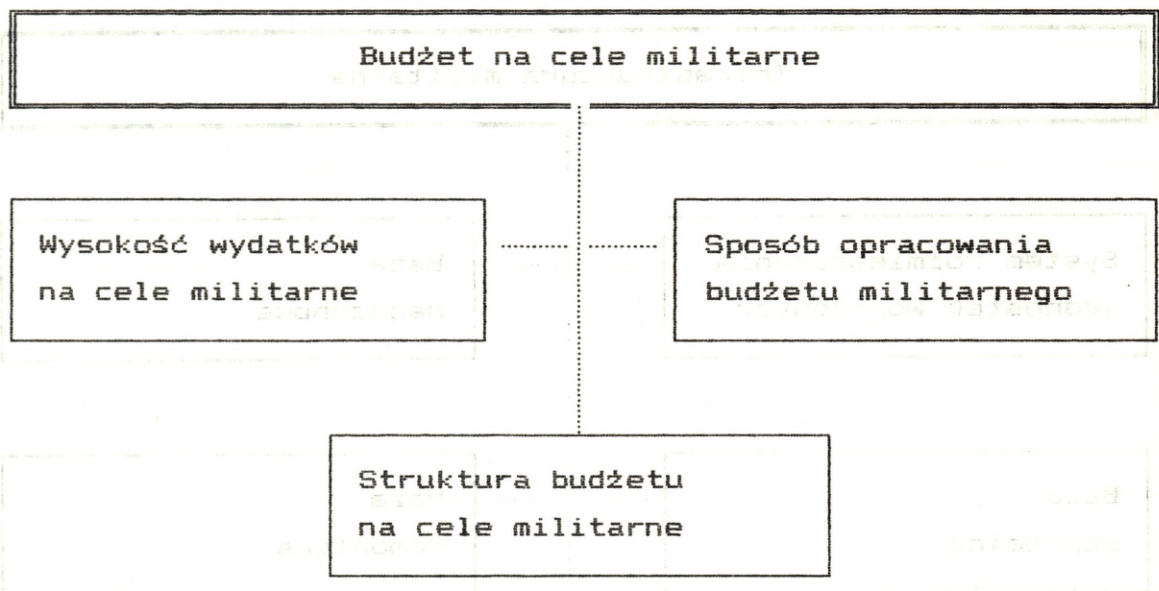 Budżet na cele militarne
Wysokość wydatków
na cele militarne
Sposób opracowania
budżetu militarnego
Struktura budżetu
na cele militarne